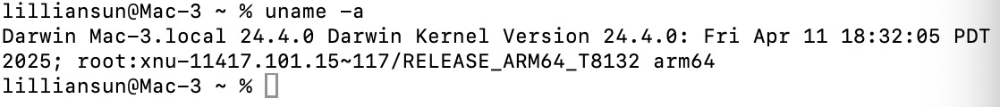 lilliansun@Mac-3 ~ % uname -a
Darwin Mac-3.local 24.4.0 Darwin Kernel Version 24.4.0: Fri Apr 11 18:32:05 PDT
2025; root:xnu-11417.101.15~117/RELEASE_ARM64_T8132 arm64
lilliansun@Mac-3 ~ %